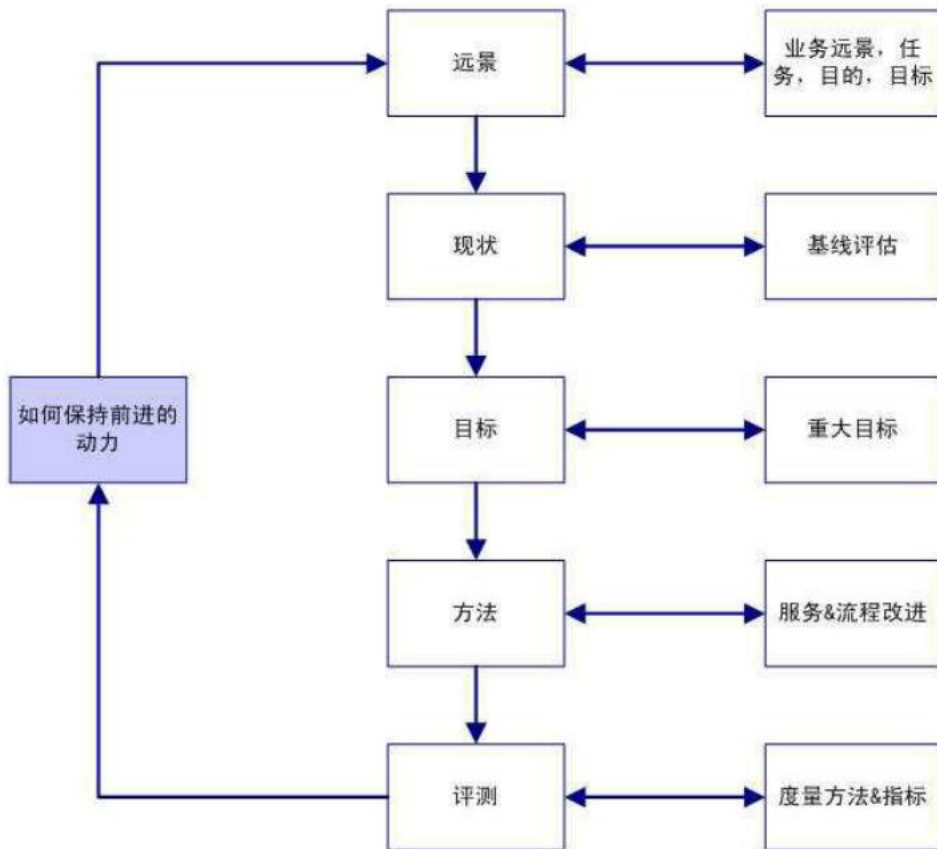 远景
业务远景，任
务，目的，目标
现状
基线评估
如何保持前进的
动力
目标
重大目标
方法
服务&流程改进
评测
度量方法&指标